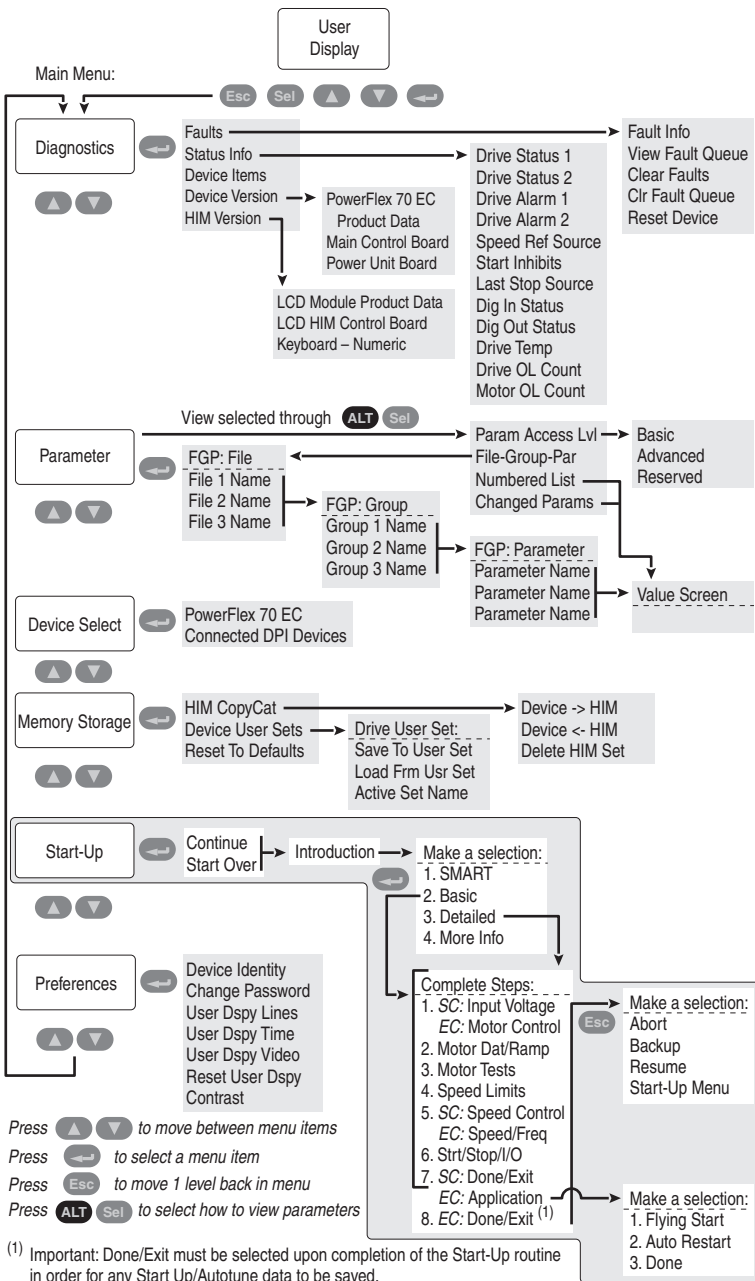 User
Display
Main Menu:
Esc Sel
Diagnostics
Faults
Status Info
Device Items
Device Version
HIM Version
PowerFlex 70 EC
Product Data
Main Control Board
Power Unit Board
LCD Module Product Data
LCD HIM Control Board
Keyboard – Numeric
Drive Status 1
Drive Status 2
Drive Alarm 1
Drive Alarm 2
Speed Ref Source
Start Inhibits
Last Stop Source
Dig In Status
Dig Out Status
Drive Temp
Drive OL Count
Motor OL Count
Fault Info
View Fault Queue
Clear Faults
Clr Fault Queue
Reset Device
View selected through ALT Sel
Parameter
FGP: File
File 1 Name
File 2 Name
File 3 Name
FGP: Group
Group 1 Name
Group 2 Name
Group 3 Name
FGP: Parameter
Parameter Name
Parameter Name
Parameter Name
Param Access Lvl
File-Group-Par
Numbered List
Changed Params
Basic
Advanced
Reserved
Value Screen
Device Select
PowerFlex 70 EC
Connected DPI Devices
Memory Storage
HIM CopyCat
Device User Sets
Reset To Defaults
Drive User Set:
Save To User Set
Load Frm Usr Set
Active Set Name
Device -> HIM
Device <- HIM
Delete HIM Set
Start-Up
Continue
Start Over
Introduction
Make a selection:
1. SMART
2. Basic
3. Detailed
4. More Info
Preferences
Device Identity
Change Password
User Dspy Lines
User Dspy Time
User Dspy Video
Reset User Dspy
Contrast
Complete Steps:
1. SC: Input Voltage
EC: Motor Control
2. Motor Dat/Ramp
3. Motor Tests
4. Speed Limits
5. SC: Speed Control
EC: Speed/Freq
6. Strt/Stop/I/O
7. SC: Done/Exit
EC: Application
8. EC: Done/Exit (1)
Esc
Make a selection:
Abort
Backup
Resume
Start-Up Menu
Make a selection:
1. Flying Start
2. Auto Restart
3. Done
Press to move between menu items
Press to select a menu item
Press Esc to move 1 level back in menu
Press ALT Sel to select how to view parameters
(1) Important: Done/Exit must be selected upon completion of the Start-Up routine
in order for any Start Up/Autotune data to be saved.